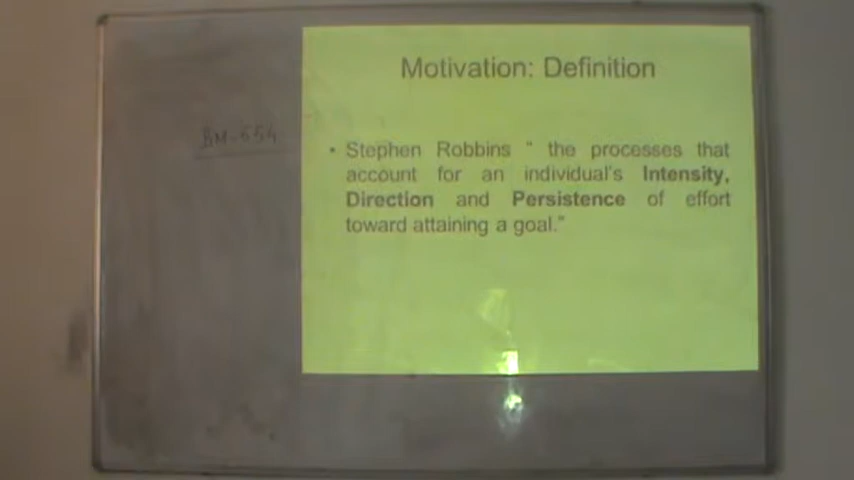 Motivation: Definition
BM-554
• Stephen Robbins " the processes that
account for an individual's Intensity,
Direction and Persistence of effort
toward attaining a goal."